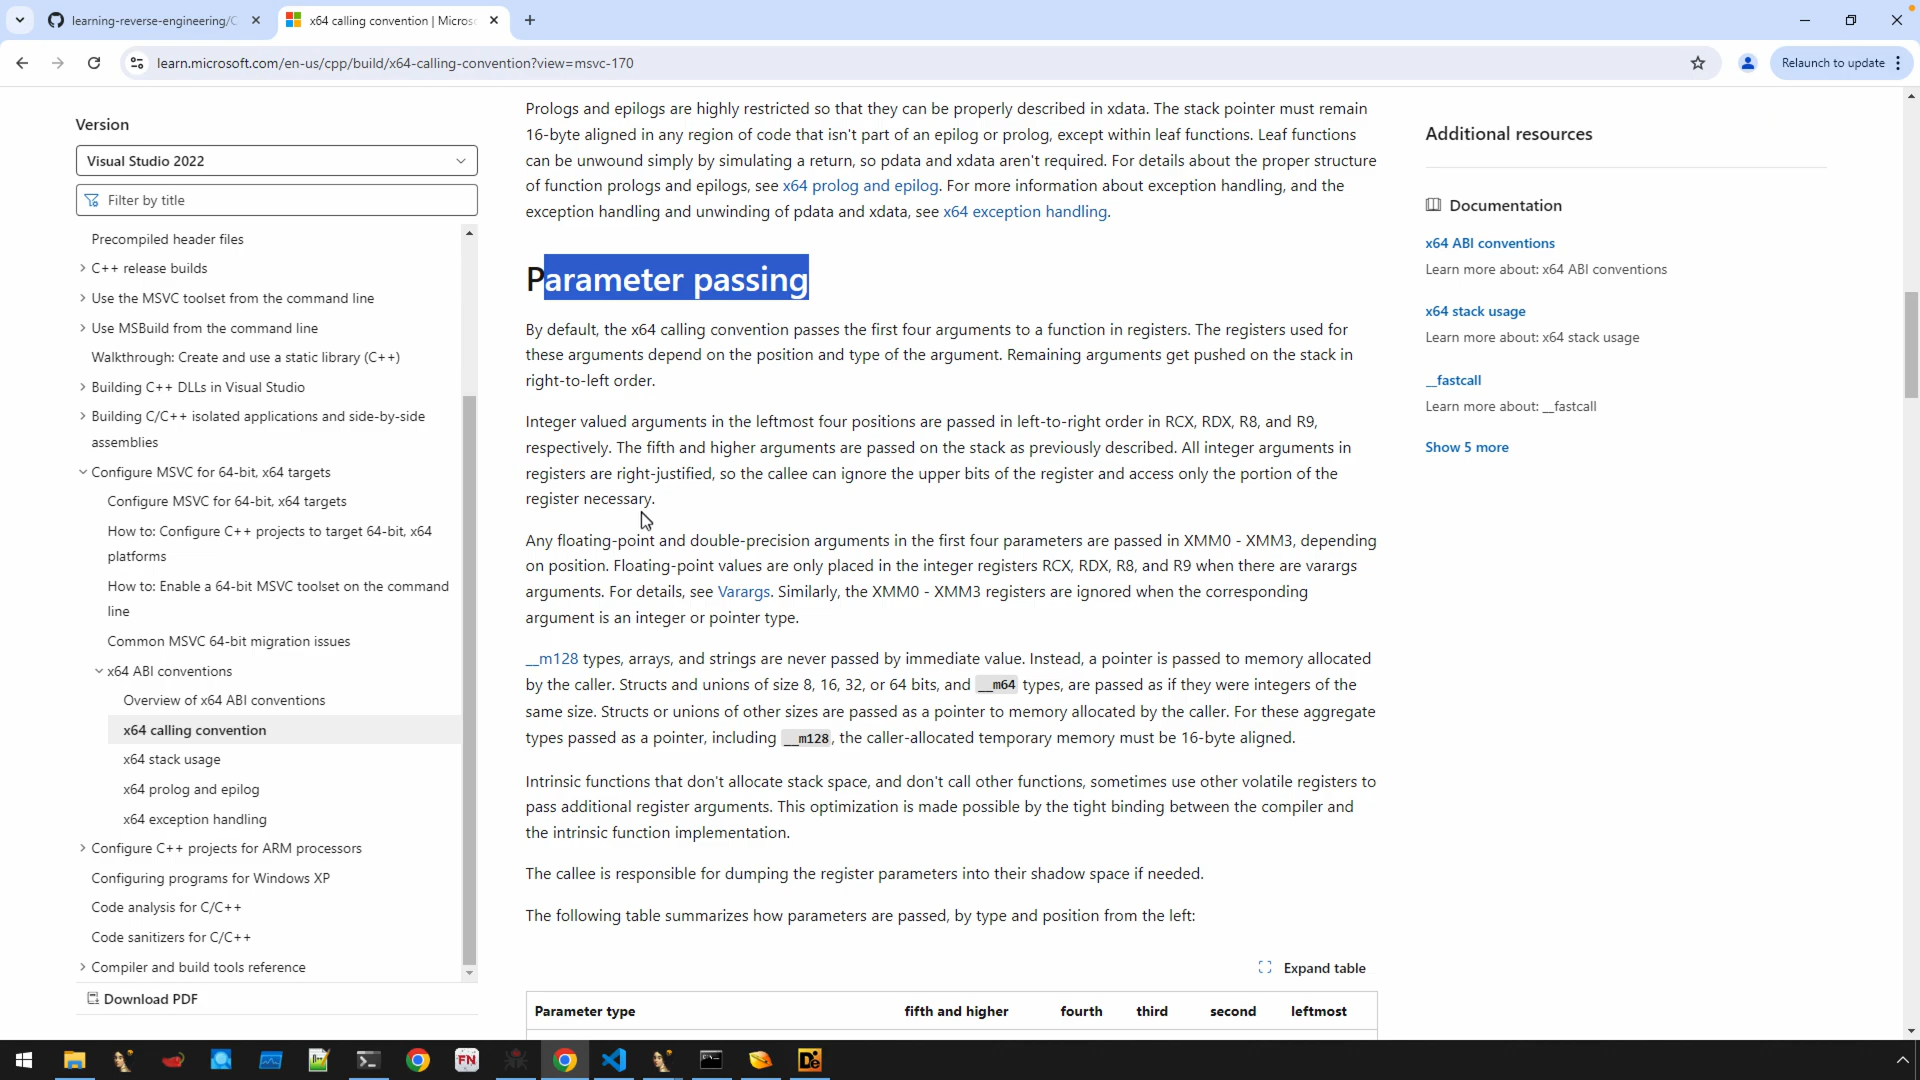 learning-reverse-engineering/C
x64 calling convention | Micros
learn.microsoft.com/en-us/cpp/build/x64-calling-convention?view=msvc-170
Relaunch to update
Version
Visual Studio 2022
Filter by title
Precompiled header files
C++ release builds
Use the MSVC toolset from the command line
Use MSBuild from the command line
Walkthrough: Create and use a static library (C++)
Building C++ DLLs in Visual Studio
Building C/C++ isolated applications and side-by-side
assemblies
Configure MSVC for 64-bit, x64 targets
Configure MSVC for 64-bit, x64 targets
How to: Configure C++ projects to target 64-bit, x64
platforms
How to: Enable a 64-bit MSVC toolset on the command
line
Common MSVC 64-bit migration issues
x64 ABI conventions
Overview of x64 ABI conventions
x64 calling convention
x64 stack usage
x64 prolog and epilog
x64 exception handling
Configure C++ projects for ARM processors
Configuring programs for Windows XP
Code analysis for C/C++
Code sanitizers for C/C++
Compiler and build tools reference
Download PDF
Prologs and epilogs are highly restricted so that they can be properly described in xdata. The stack pointer must remain
16-byte aligned in any region of code that isn't part of an epilog or prolog, except within leaf functions. Leaf functions
can be unwound simply by simulating a return, so pdata and xdata aren't required. For details about the proper structure
of function prologs and epilogs, see x64 prolog and epilog. For more information about exception handling, and the
exception handling and unwinding of pdata and xdata, see x64 exception handling.
Parameter passing
By default, the x64 calling convention passes the first four arguments to a function in registers. The registers used for
these arguments depend on the position and type of the argument. Remaining arguments get pushed on the stack in
right-to-left order.
Integer valued arguments in the leftmost four positions are passed in left-to-right order in RCX, RDX, R8, and R9,
respectively. The fifth and higher arguments are passed on the stack as previously described. All integer arguments in
registers are right-justified, so the callee can ignore the upper bits of the register and access only the portion of the
register necessary.
Any floating-point and double-precision arguments in the first four parameters are passed in XMM0 - XMM3, depending
on position. Floating-point values are only placed in the integer registers RCX, RDX, R8, and R9 when there are varargs
arguments. For details, see Varargs. Similarly, the XMM0 - XMM3 registers are ignored when the corresponding
argument is an integer or pointer type.
__m128 types, arrays, and strings are never passed by immediate value. Instead, a pointer is passed to memory allocated
by the caller. Structs and unions of size 8, 16, 32, or 64 bits, and __m64 types, are passed as if they were integers of the
same size. Structs or unions of other sizes are passed as a pointer to memory allocated by the caller. For these aggregate
types passed as a pointer, including __m128, the caller-allocated temporary memory must be 16-byte aligned.
Intrinsic functions that don't allocate stack space, and don't call other functions, sometimes use other volatile registers to
pass additional register arguments. This optimization is made possible by the tight binding between the compiler and
the intrinsic function implementation.
The callee is responsible for dumping the register parameters into their shadow space if needed.
The following table summarizes how parameters are passed, by type and position from the left:
Expand table
Parameter type fifth and higher fourth third second leftmost
Additional resources
Documentation
x64 ABI conventions
Learn more about: x64 ABI conventions
x64 stack usage
Learn more about: x64 stack usage
__fastcall
Learn more about: __fastcall
Show 5 more
FN
De